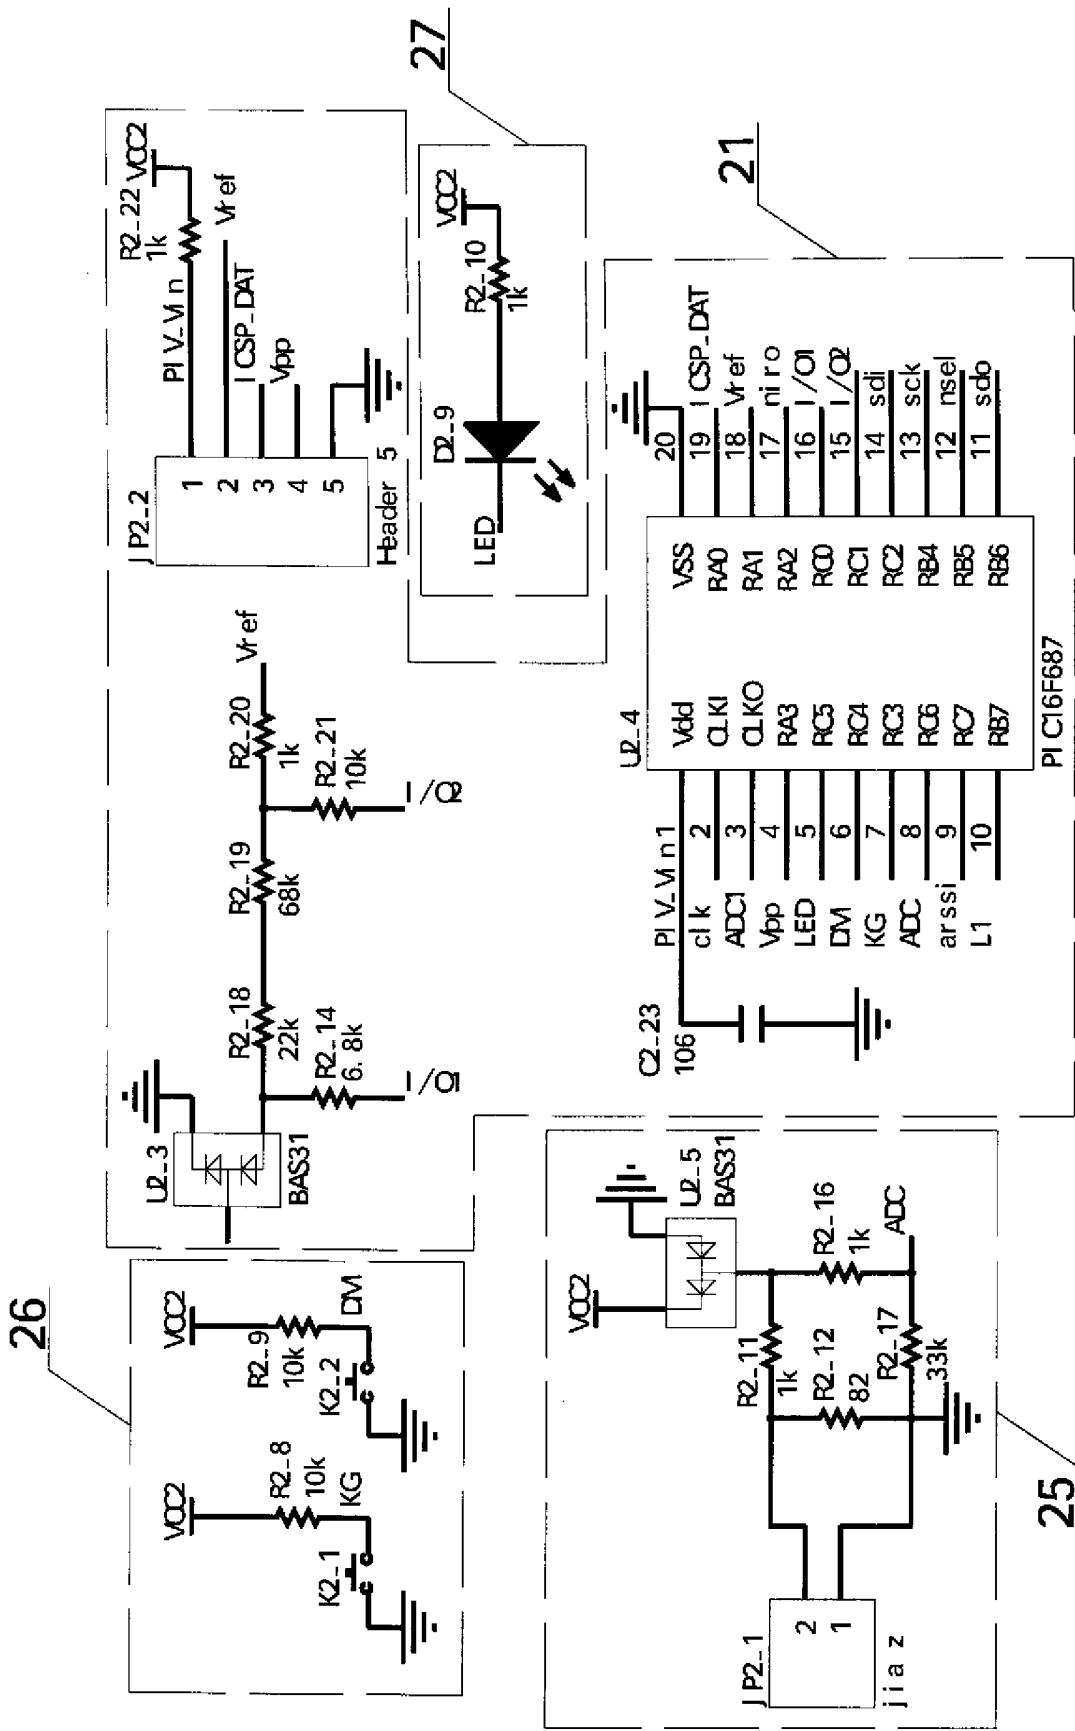 26
VCC2
R2_8
10k
KG
K2_1
VCC2
R2_9
10k
DM
K2_2
U2_3
BAS31
R2_18
22k
R2_14
6.8k
I/O1
R2_19
68k
R2_20
1k
Vref
R2_21
10k
I/O2
JP2_2
1
2
3
4
5
Header 5
PIV_Vin
R2_22
1k
VCC2
Vref
ICSP_DAT
Vpp
27
LED
D2_9
R2_10
1k
VCC2
25
JP2_1
2
1
jiaz
VCC2
U2_5
BAS31
R2_11
1k
R2_12
82
R2_16
1k
R2_17
33k
ADC
21
C2_23
106
U2_4
PIC16F687
PIV_Vin 1 Vdd VSS 20
clk 2 CLKI RA0 19 ICSP_DAT
ADC1 3 CLKO RA1 18 Vref
Vpp 4 RA3 RA2 17 niro
LED 5 RC5 RC0 16 I/O1
DM 6 RC4 RC1 15 I/O2
KG 7 RC3 RC2 14 sdi
ADC 8 RC6 RB4 13 sck
arssi 9 RC7 RB5 12 nsel
L1 10 RB7 RB6 11 sdo